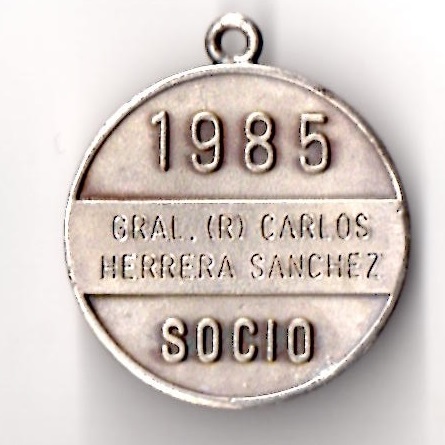 1985
GRAL. (R) CARLOS
HERRERA SANCHEZ
SOCIO